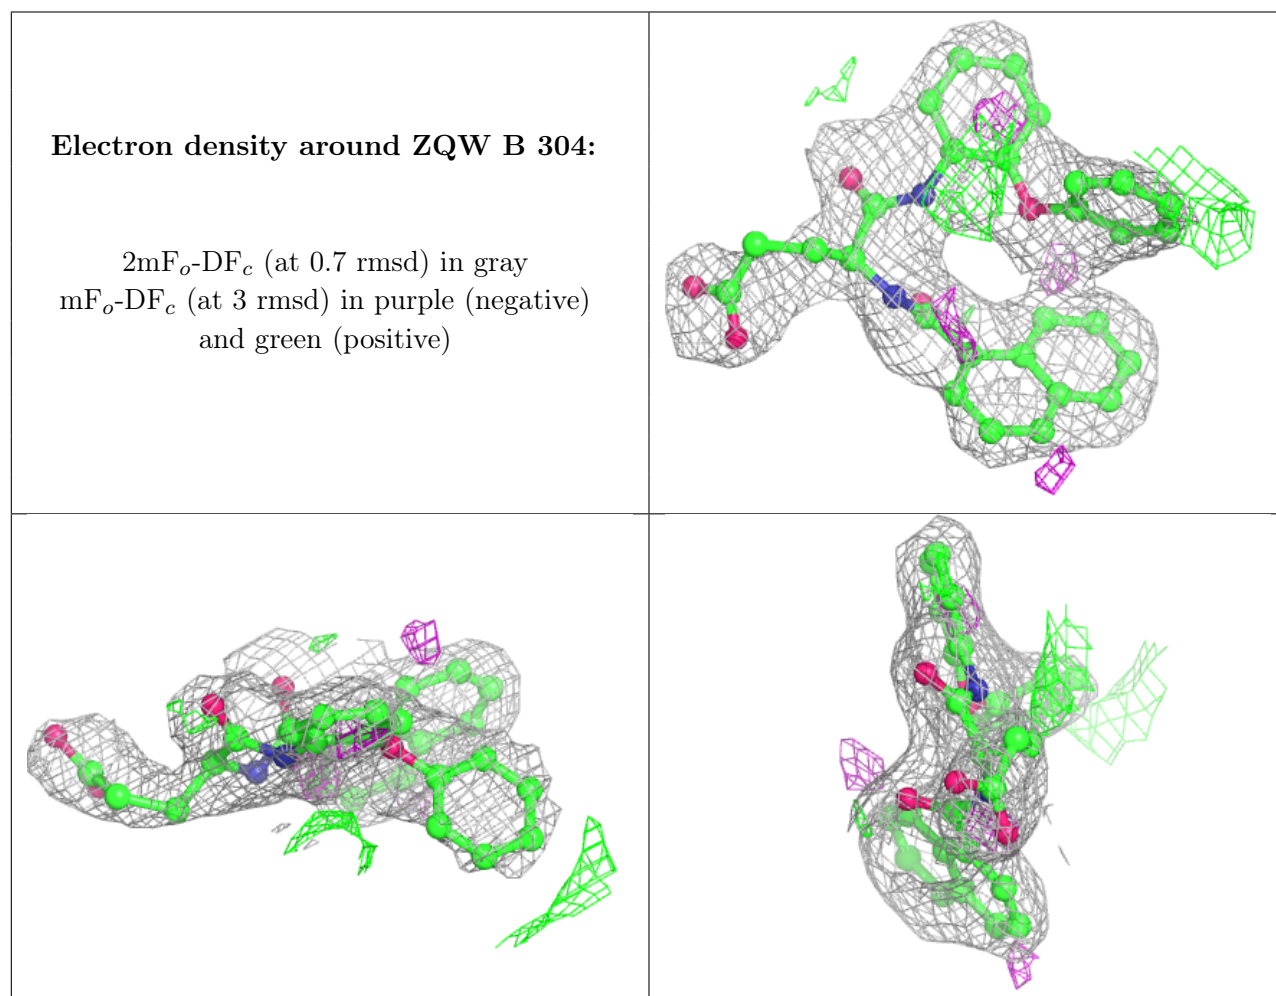 Electron density around ZQW B 304:
2mFo-DFc (at 0.7 rmsd) in gray
mFo-DFc (at 3 rmsd) in purple (negative)
and green (positive)